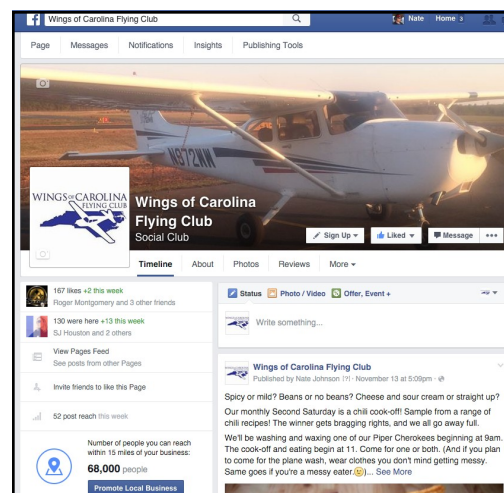 Wings of Carolina Flying Club
Nate Home 3
Page Messages Notifications Insights Publishing Tools
N972WW
WINGS OF CAROLINA
FLYING CLUB
Wings of Carolina
Flying Club
Social Club
Sign Up Liked Message
Timeline About Photos Reviews More
167 likes +2 this week
Roger Montgomery and 3 other friends
130 were here +13 this week
SJ Houston and 2 others
View Pages Feed
See posts from other Pages
Invite friends to like this Page
52 post reach this week
Number of people you can reach
within 15 miles of your business:
68,000 people
Promote Local Business
Status Photo / Video Offer, Event +
Write something...
Wings of Carolina Flying Club
Published by Nate Johnson [?] · November 13 at 5:09pm ·
Spicy or mild? Beans or no beans? Cheese and sour cream or straight up?
Our monthly Second Saturday is a chili cook-off! Sample from a range of
chili recipes! The winner gets bragging rights, and we all go away full.
We'll be washing and waxing one of our Piper Cherokees beginning at 9am.
The cook-off and eating begin at 11. Come for one or both. (And if you plan
to come for the plane wash, wear clothes you don't mind getting messy.
Same goes if you're a messy eater.😉)... See More